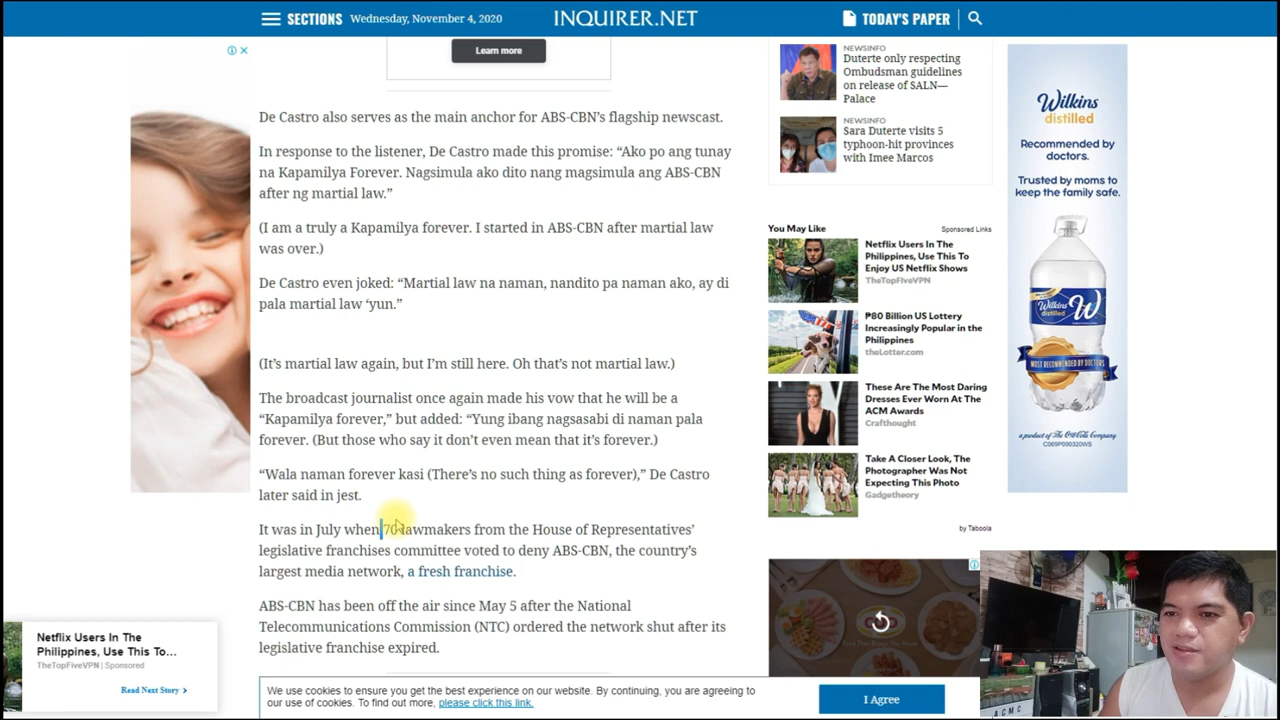 SECTIONS Wednesday, November 4, 2020 INQUIRER.NET TODAY'S PAPER
Learn more
De Castro also serves as the main anchor for ABS-CBN's flagship newscast.
In response to the listener, De Castro made this promise: “Ako po ang tunay
na Kapamilya Forever. Nagsimula ako dito nang magsimula ang ABS-CBN
after ng martial law.”
(I am a truly a Kapamilya forever. I started in ABS-CBN after martial law
was over.)
De Castro even joked: “Martial law na naman, nandito pa naman ako, ay di
pala martial law ‘yun.”
(It's martial law again, but I'm still here. Oh that's not martial law.)
The broadcast journalist once again made his vow that he will be a
“Kapamilya forever,” but added: “Yung ibang nagsasabi di naman pala
forever. (But those who say it don't even mean that it's forever.)
“Wala naman forever kasi (There's no such thing as forever),” De Castro
later said in jest.
It was in July when 70 lawmakers from the House of Representatives'
legislative franchises committee voted to deny ABS-CBN, the country's
largest media network, a fresh franchise.
ABS-CBN has been off the air since May 5 after the National
Telecommunications Commission (NTC) ordered the network shut after its
legislative franchise expired.
NEWSINFO
Duterte only respecting
Ombudsman guidelines
on release of SALN—
Palace
NEWSINFO
Sara Duterte visits 5
typhoon-hit provinces
with Imee Marcos
You May Like Sponsored Links
Netflix Users In The
Philippines, Use This To
Enjoy US Netflix Shows
TheTopFiveVPN
₱80 Billion US Lottery
Increasingly Popular in the
Philippines
theLotter.com
These Are The Most Daring
Dresses Ever Worn At The
ACM Awards
Crafthought
Take A Closer Look, The
Photographer Was Not
Expecting This Photo
Gadgetheory
by Taboola
Wilkins
distilled
Recommended by
doctors.
Trusted by moms to
keep the family safe.
Wilkins
W
MOST RECOMMENDED BY DOCTORS
a product of The Coca-Cola Company
C069P090320WS
Netflix Users In The
Philippines, Use This To...
TheTopFiveVPN | Sponsored
Read Next Story >
We use cookies to ensure you get the best experience on our website. By continuing, you are agreeing to
our use of cookies. To find out more, please click this link.
I Agree
ACMC